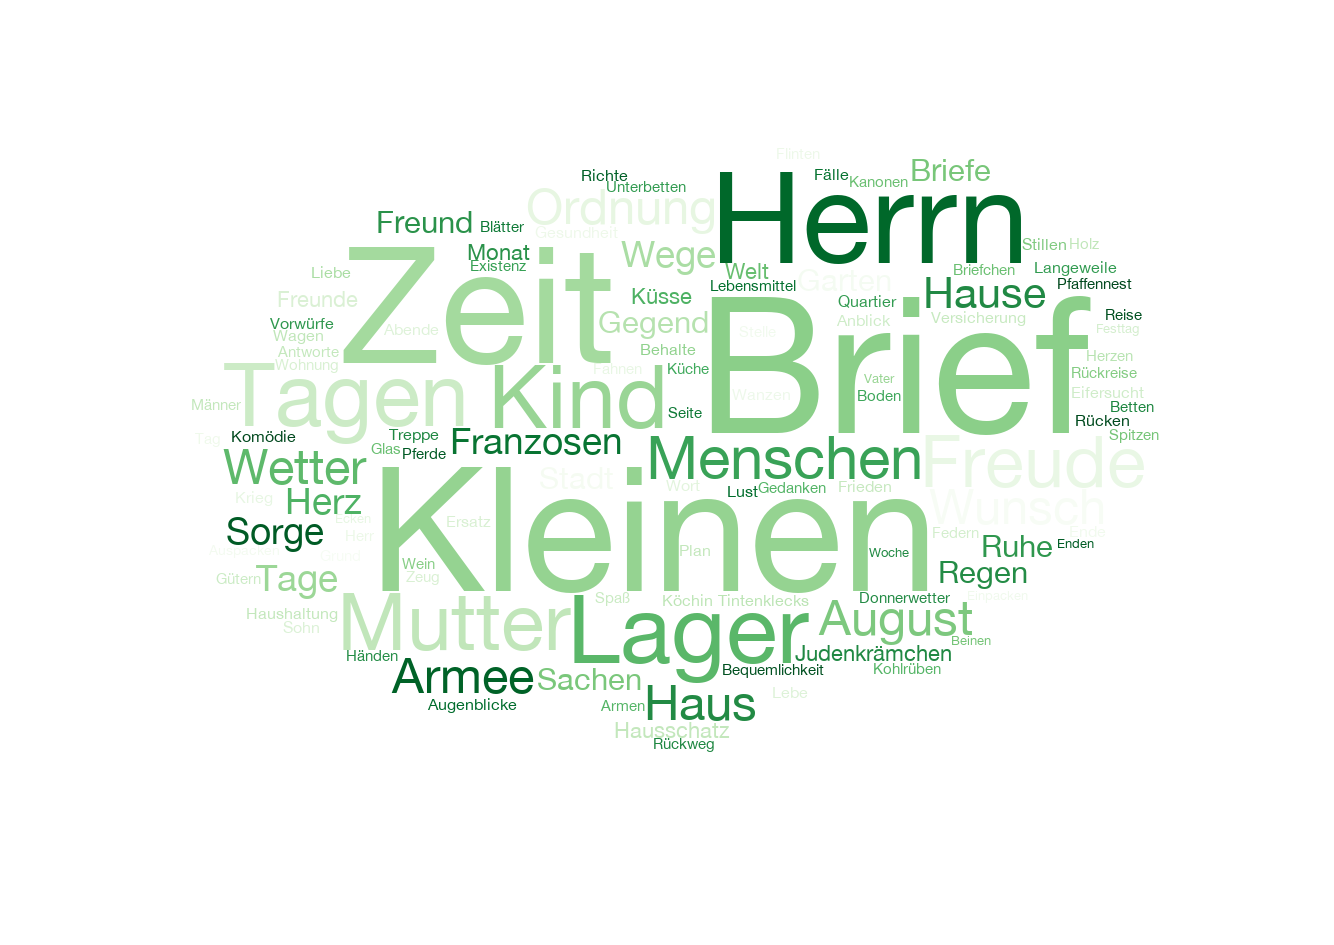 Flinten
Richte
Fälle
Kanonen
Briefe
Unterbetten
Ordnung
Herrn
Freund
Blätter
Gesundheit
Monat
Wege
Stillen
Holz
Existenz
Welt
Liebe
Zeit
Briefchen
Langeweile
Lebensmittel
Garten
Pfaffennest
Freunde
Küsse
Quartier
Hause
Reise
Vorwürfe
Gegend
Anblick
Versicherung
Wagen
Abende
Stelle
Festtag
Antworte
Behalte
Brief
Herzen
Wohnung
Fahnen
Küche
Rückreise
Tagen
Kind
Vater
Männer
Wanzen
Boden
Eifersucht
Seite
Betten
Rücken
Tag
Komödie
Treppe
Franzosen
Spitzen
Glas
Pferde
Menschen
Freude
Wetter
Stadt
Wort
Lust
Gedanken
Frieden
Krieg
Herz
Wunsch
Ecken
Ersatz
Kleinen
Sorge
Herr
Federn
Ende
Ruhe
Enden
Grund
Plan
Woche
Wein
Regen
Gütern
Tage
Zeug
Spaß
Köchin
Tintenklecks
Donnerwetter
Einpacken
Haushaltung
Sohn
Mutter
Lager
August
Beinen
Händen
Judenkrämchen
Armee
Sachen
Bequemlichkeit
Kohlrüben
Augenblicke
Armen
Haus
Lebe
Hausschatz
Rückweg